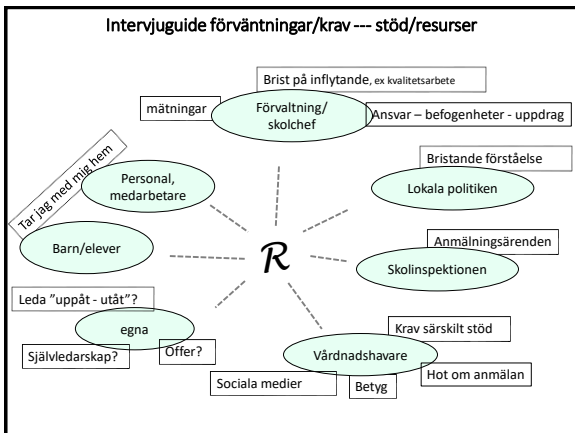 Intervjuguide förväntningar/krav --- stöd/resurser
Brist på inflytande, ex kvalitetsarbete
mätningar
Förvaltning/
skolchef
Ansvar – befogenheter - uppdrag
Bristande förståelse
Lokala politiken
Tar jag med mig hem
Personal,
medarbetare
Barn/elever
R
Anmälningsärenden
Skolinspektionen
Leda ”uppåt - utåt”?
egna
Självledarskap?
Offer?
Krav särskilt stöd
Vårdnadshavare
Hot om anmälan
Sociala medier
Betyg